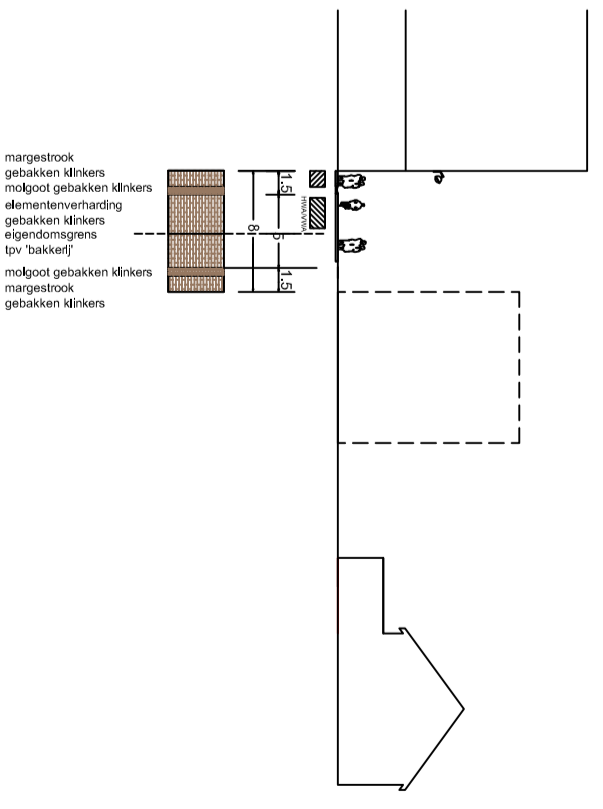 margestrook
gebakken klinkers
molgoot gebakken klinkers
elementenverharding
gebakken klinkers
eigendomsgrens
tpv 'bakkerij'
molgoot gebakken klinkers
margestrook
gebakken klinkers
1.5
5
1.5
8
HWA/VWA